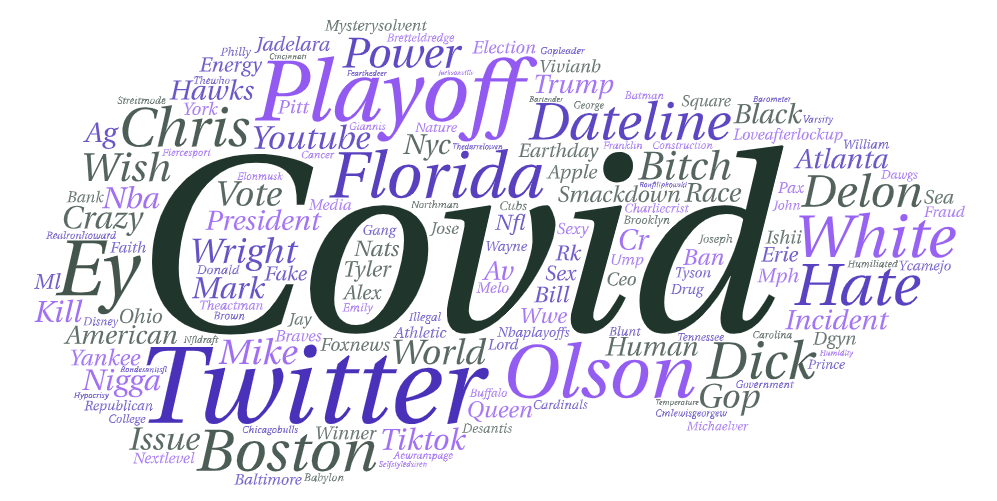 Mysterysolvent
Jadelara
Power
Bretteldredge
Election
Gopleader
Philly
Cincinnati
Energy
Thewho
Fearthedeer
Jacksonville
Vivianb
Hawks
Playoff
Trump
Streitmode
York
Pitt
Bartender
George
Batman
Square
Barometer
Black
Varsity
Ag
Chris
Youtube
Giannis
Nature
Dateline
Loveafterlockup
Fiercesport
Cancer
Nyc
Thedarrelowen
Earthday
Franklin
Construction
William
Wish
Elonmusk
Florida
Apple
Bitch
Atlanta
Bank
Nba
Vote
Media
Northman
Cubs
Smackdown
Ronfilipkowski
Race
Pax
Delon
Dawgs
Sea
Crazy
President
Gang
Jose
Nfl
Sexy
Charliecrist
Brooklyn
John
Fraud
Realronhoward
Faith
Covid
Wright
Nats
Wayne
Rk
Cr
Joseph
Ishii
White
Ey
Donald
Fake
Tyler
Av
Sex
Ump
Ban
Erie
Humiliated
Ycamejo
Ml
Mark
Alex
Melo
Bill
Ceo
Tyson
Drug
Mph
Hate
Kill
Disney
Ohio
Theactman
Brown
Emily
Jay
Illegal
Wwe
Incident
American
Nfldraft
Braves
Foxnews
Athletic
Nbaplayoffs
Blunt
Tennessee
Carolina
Dgyn
Yankee
Rondesantisfl
Twitter
Mike
World
Lord
Human
Humidity
Prince
Nigga
Hypocrisy
Olson
Dick
Government
Republican
College
Buffalo
Queen
Cardinals
Temperature
Gop
Cmlewisgeorgew
Michaelver
Issue
Chicagobulls
Boston
Winner
Tiktok
Desantis
Nextlevel
Aewrampage
Selfstyledsiren
Baltimore
Babylon